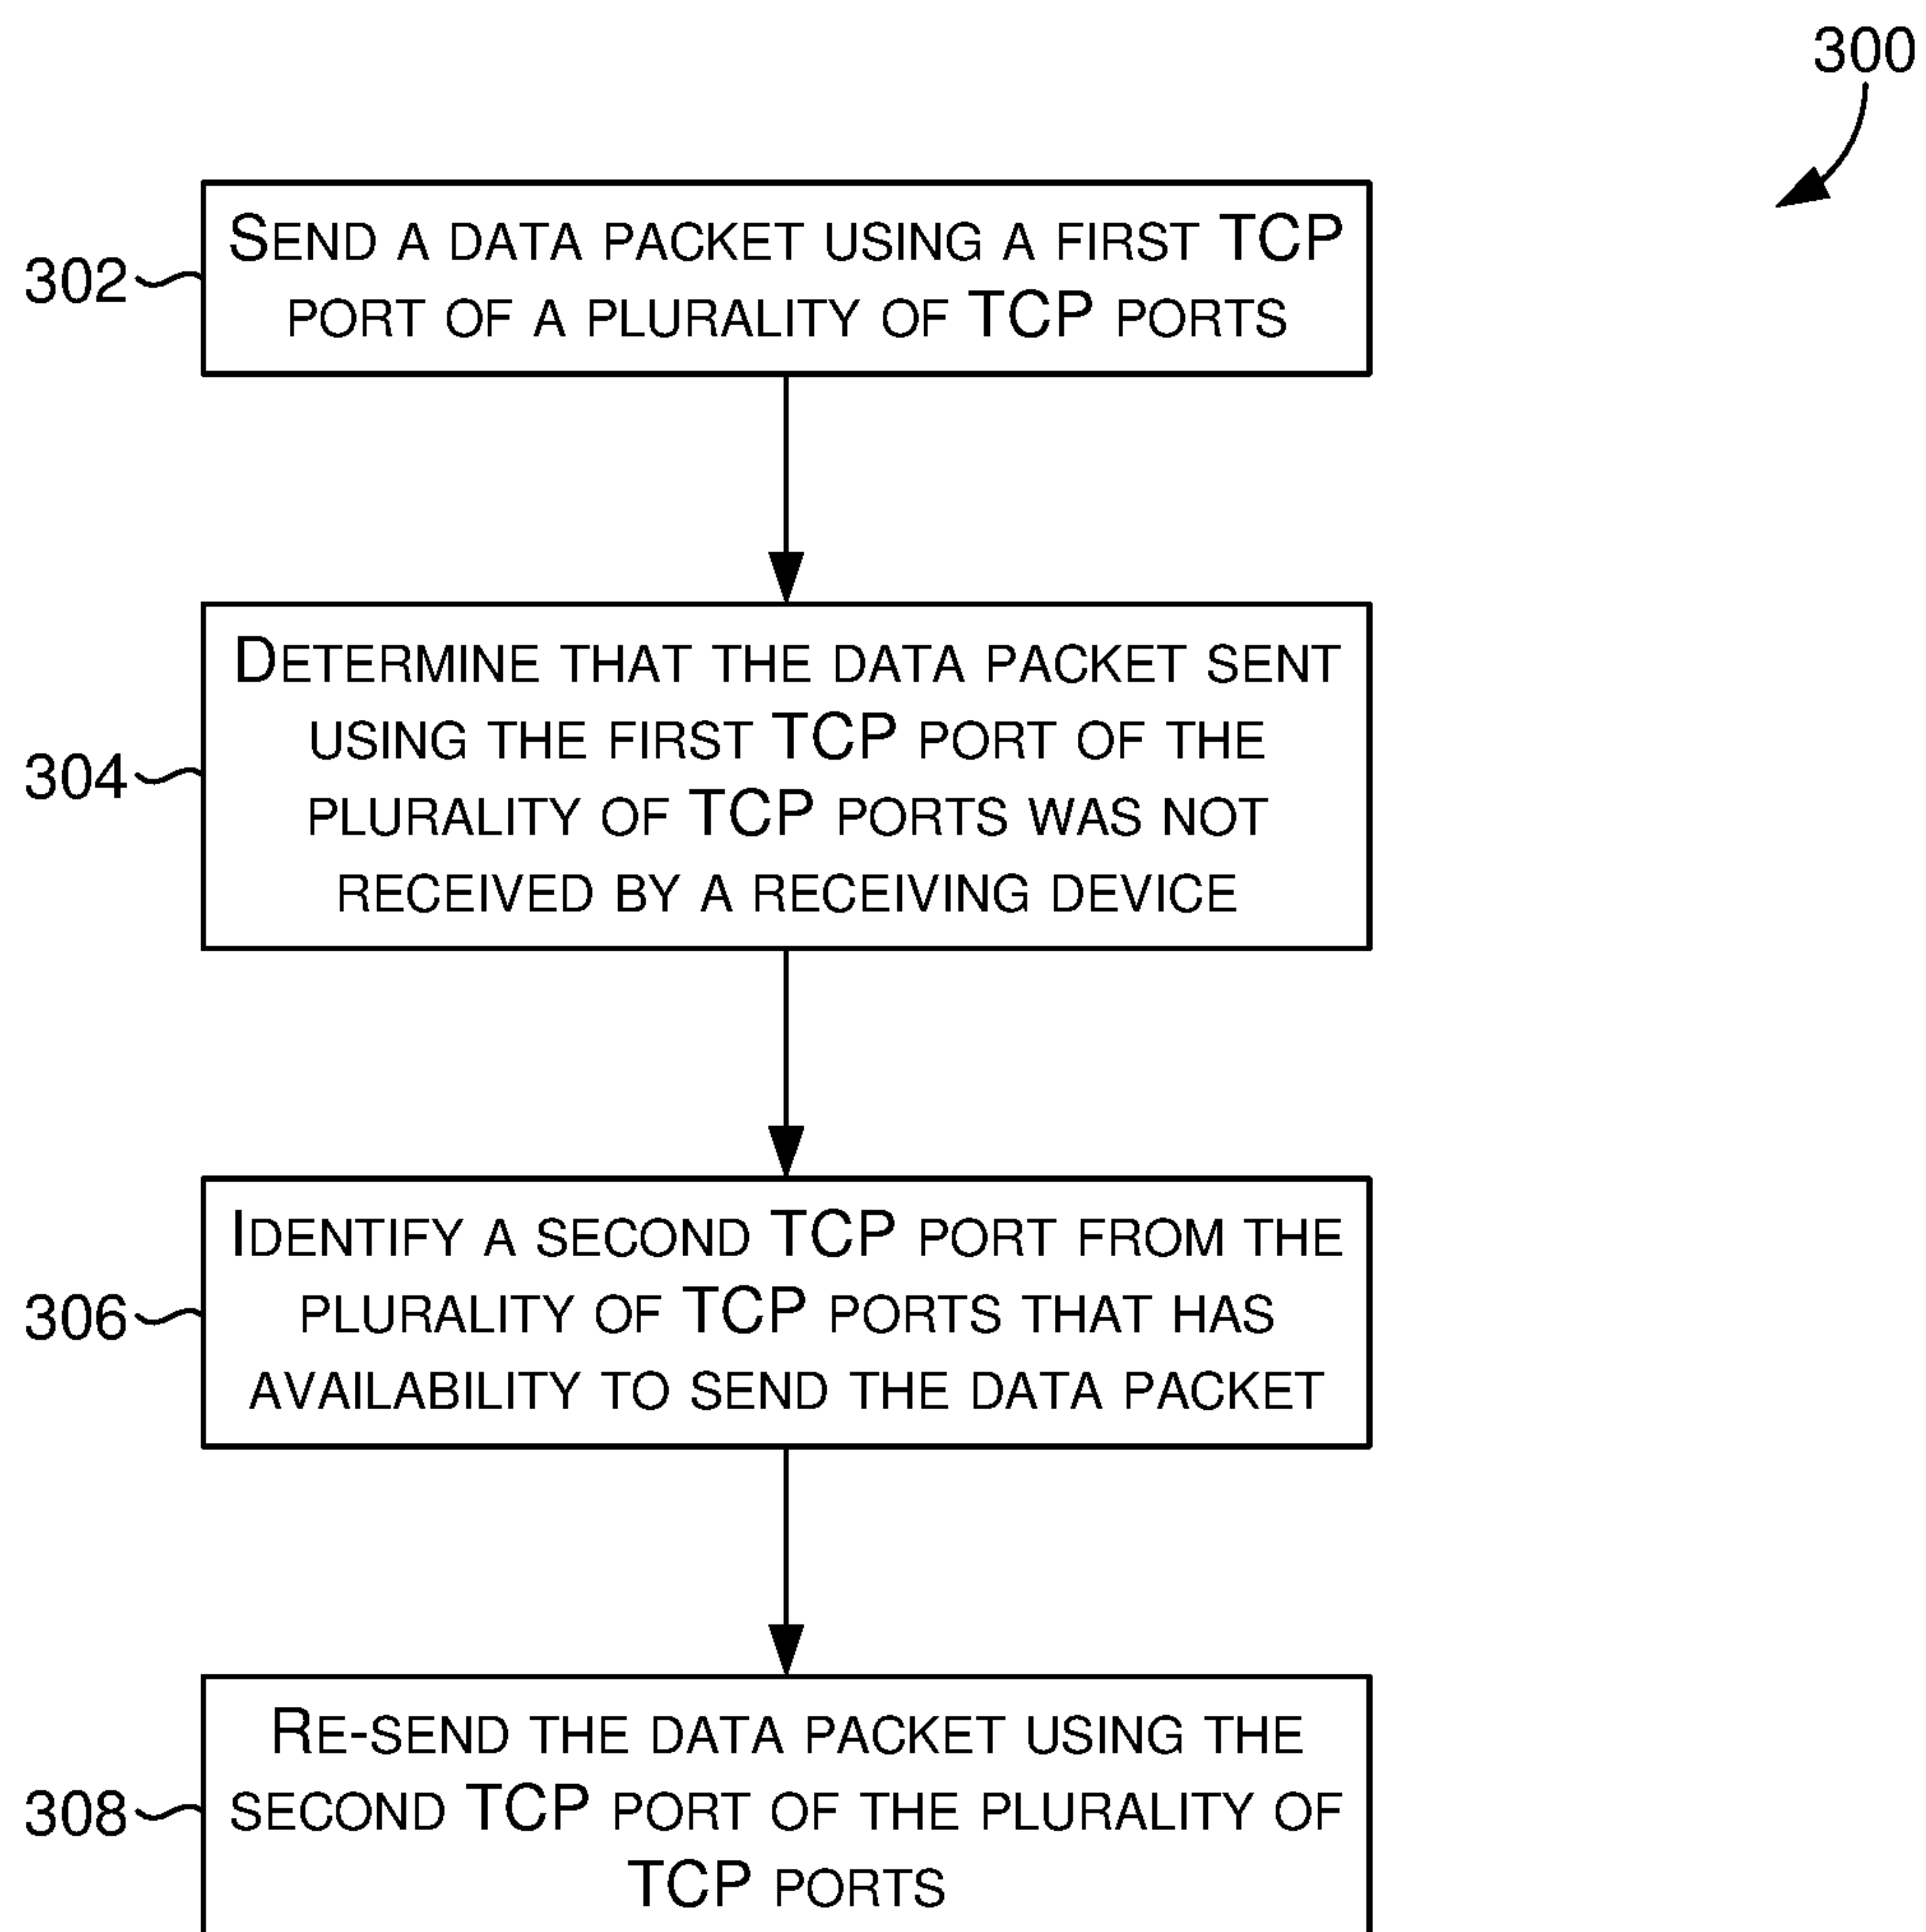 300
302
SEND A DATA PACKET USING A FIRST TCP
PORT OF A PLURALITY OF TCP PORTS
304
DETERMINE THAT THE DATA PACKET SENT
USING THE FIRST TCP PORT OF THE
PLURALITY OF TCP PORTS WAS NOT
RECEIVED BY A RECEIVING DEVICE
306
IDENTIFY A SECOND TCP PORT FROM THE
PLURALITY OF TCP PORTS THAT HAS
AVAILABILITY TO SEND THE DATA PACKET
308
RE-SEND THE DATA PACKET USING THE
SECOND TCP PORT OF THE PLURALITY OF
TCP PORTS